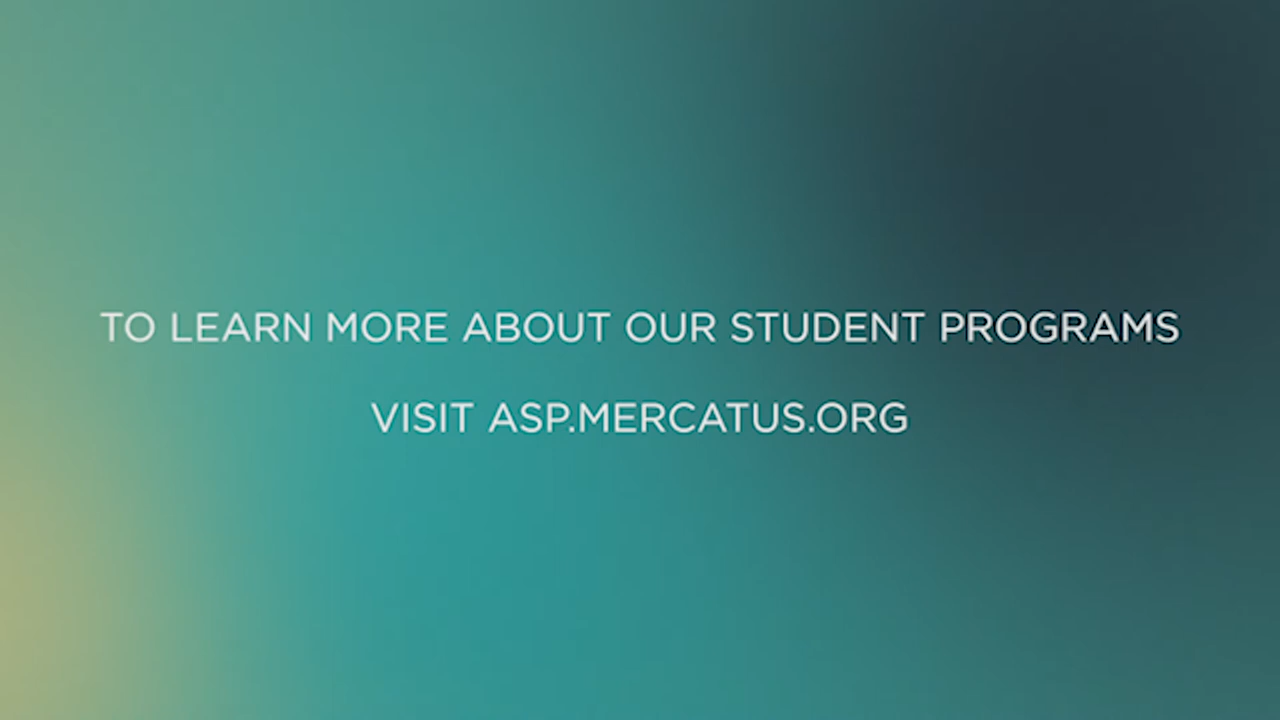 TO LEARN MORE ABOUT OUR STUDENT PROGRAMS
VISIT ASP.MERCATUS.ORG